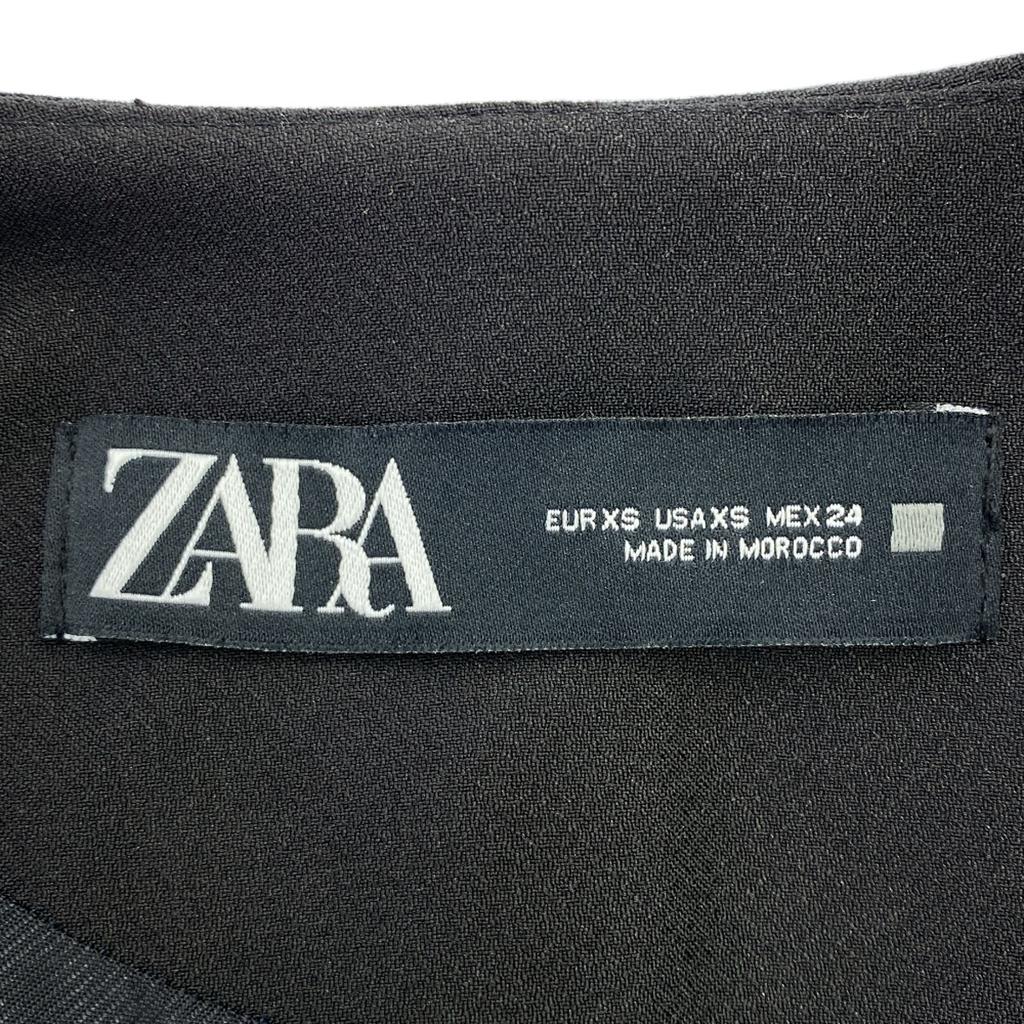 ZARA
EUR XS USA XS MEX 24
MADE IN MOROCCO